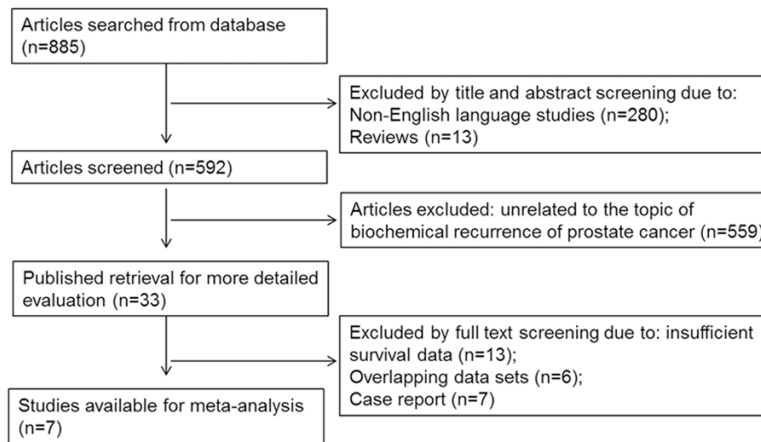 Articles searched from database
(n=885)
Excluded by title and abstract screening due to:
Non-English language studies (n=280);
Reviews (n=13)
Articles screened (n=592)
Articles excluded: unrelated to the topic of
biochemical recurrence of prostate cancer (n=559)
Published retrieval for more detailed
evaluation (n=33)
Excluded by full text screening due to: insufficient
survival data (n=13);
Overlapping data sets (n=6);
Case report (n=7)
Studies available for meta-analysis
(n=7)